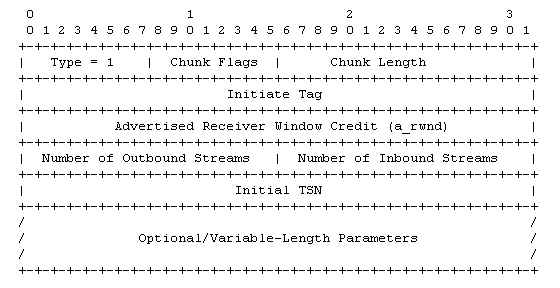 0                   1                   2                   3
 0 1 2 3 4 5 6 7 8 9 0 1 2 3 4 5 6 7 8 9 0 1 2 3 4 5 6 7 8 9 0 1
+-+-+-+-+-+-+-+-+-+-+-+-+-+-+-+-+-+-+-+-+-+-+-+-+-+-+-+-+-+-+-+-+
|   Type = 1    |  Chunk Flags  |      Chunk Length             |
+-+-+-+-+-+-+-+-+-+-+-+-+-+-+-+-+-+-+-+-+-+-+-+-+-+-+-+-+-+-+-+-+
|                         Initiate Tag                          |
+-+-+-+-+-+-+-+-+-+-+-+-+-+-+-+-+-+-+-+-+-+-+-+-+-+-+-+-+-+-+-+-+
|           Advertised Receiver Window Credit (a_rwnd)          |
+-+-+-+-+-+-+-+-+-+-+-+-+-+-+-+-+-+-+-+-+-+-+-+-+-+-+-+-+-+-+-+-+
|  Number of Outbound Streams   |  Number of Inbound Streams    |
+-+-+-+-+-+-+-+-+-+-+-+-+-+-+-+-+-+-+-+-+-+-+-+-+-+-+-+-+-+-+-+-+
|                          Initial TSN                          |
+-+-+-+-+-+-+-+-+-+-+-+-+-+-+-+-+-+-+-+-+-+-+-+-+-+-+-+-+-+-+-+-+
/                                                               /
/              Optional/Variable-Length Parameters              /
/                                                               /
+-+-+-+-+-+-+-+-+-+-+-+-+-+-+-+-+-+-+-+-+-+-+-+-+-+-+-+-+-+-+-+-+